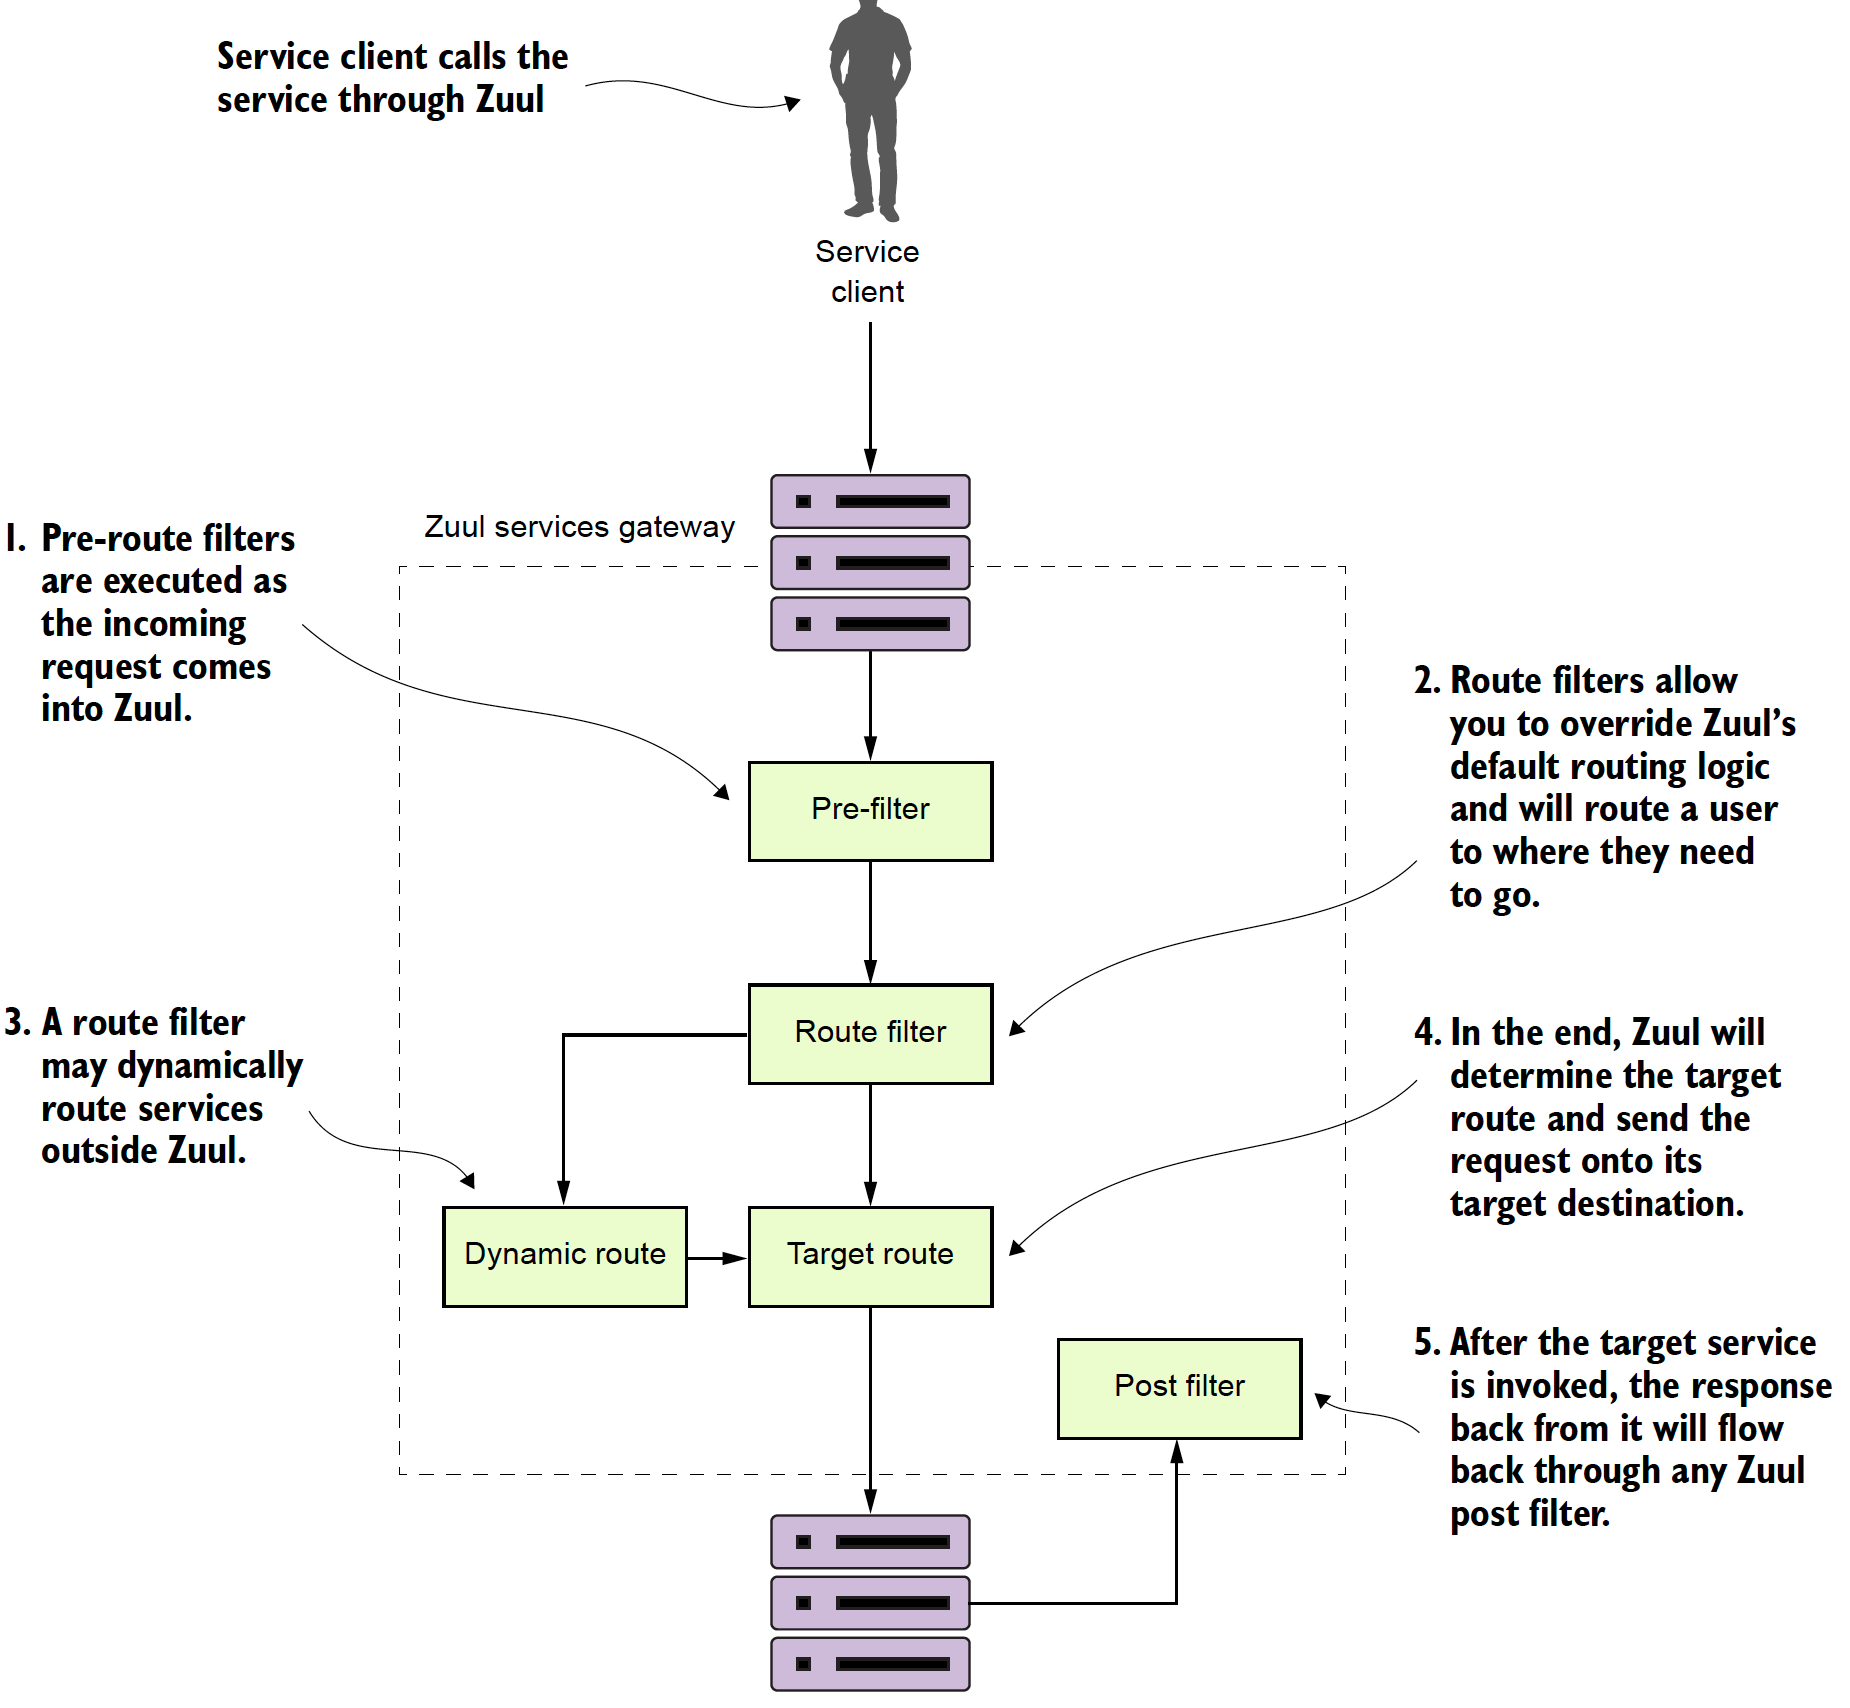 Service client calls the
service through Zuul
Service
client
Zuul services gateway
1. Pre-route filters
are executed as
the incoming
request comes
into Zuul.
Pre-filter
2. Route filters allow
you to override Zuul’s
default routing logic
and will route a user
to where they need
to go.
Route filter
3. A route filter
may dynamically
route services
outside Zuul.
4. In the end, Zuul will
determine the target
route and send the
request onto its
target destination.
Dynamic route
Target route
5. After the target service
is invoked, the response
back from it will flow
back through any Zuul
post filter.
Post filter